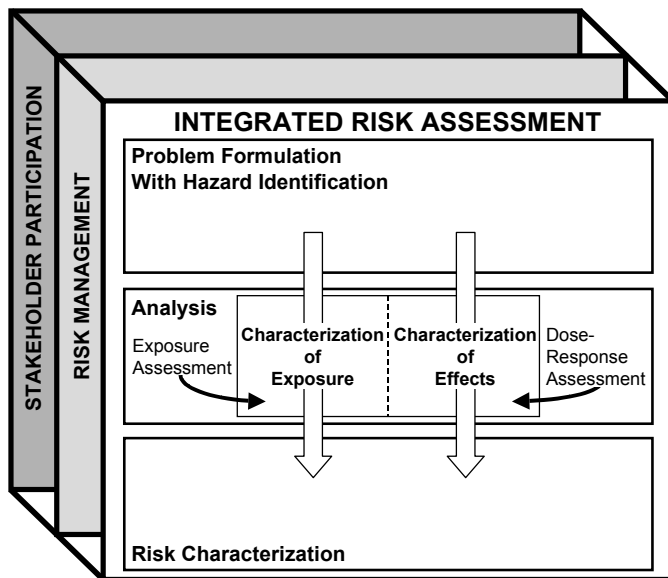 STAKEHOLDER PARTICIPATION
RISK MANAGEMENT
INTEGRATED RISK ASSESSMENT
Problem Formulation
With Hazard Identification
Analysis
Exposure
Assessment
Characterization
of
Exposure
Characterization
of
Effects
Dose-
Response
Assessment
Risk Characterization